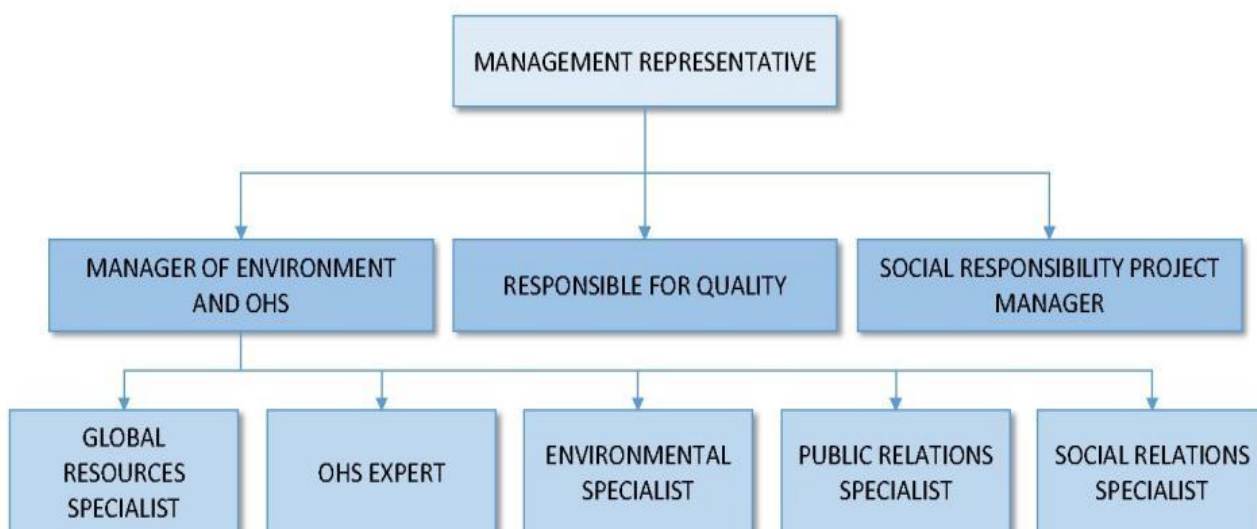 MANAGEMENT REPRESENTATIVE
MANAGER OF ENVIRONMENT
AND OHS
RESPONSIBLE FOR QUALITY
SOCIAL RESPONSIBILITY PROJECT
MANAGER
GLOBAL
RESOURCES
SPECIALIST
OHS EXPERT
ENVIRONMENTAL
SPECIALIST
PUBLIC RELATIONS
SPECIALIST
SOCIAL RELATIONS
SPECIALIST